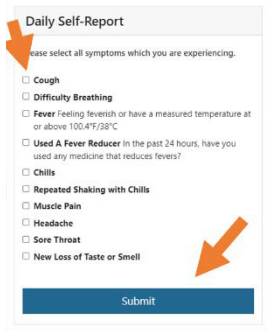 Daily Self-Report
ease select all symptoms which you are experiencing.
Cough
Difficulty Breathing
Fever Feeling feverish or have a measured temperature at
or above 100.4°F/38°C
Used A Fever Reducer In the past 24 hours, have you
used any medicine that reduces fevers?
Chills
Repeated Shaking with Chills
Muscle Pain
Headache
Sore Throat
New Loss of Taste or Smell
Submit